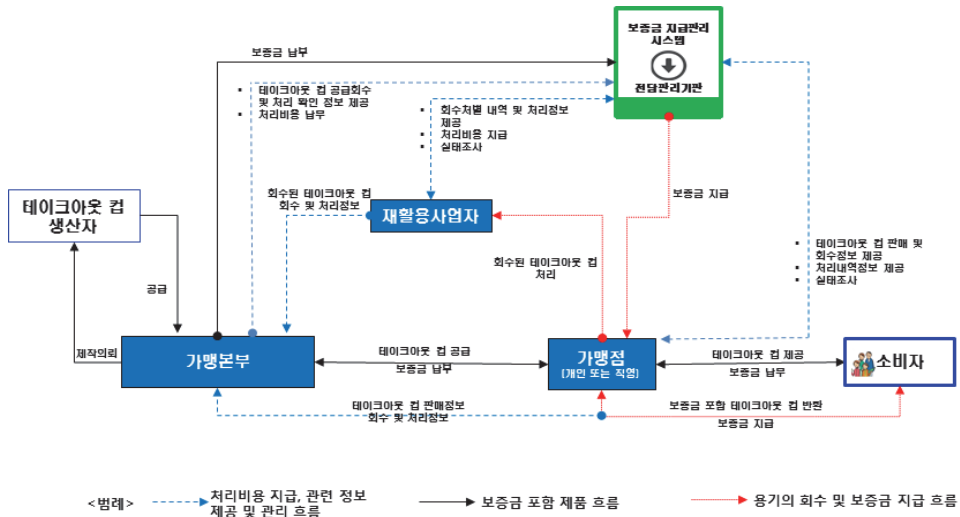 보증금 지급관리
시스템
전담관리기관
보증금 납부
테이크아웃 컵 공급회수
및 처리 확인 정보 제공
처리비용 납부
회수처별 내역 및 처리정보
제공
처리비용 지급
실태조사
보증금 지급
회수된 테이크아웃 컵
회수 및 처리정보
재활용사업자
테이크아웃 컵
생산자
회수된 테이크아웃 컵
처리
테이크아웃 컵 판매 및
회수정보 제공
처리내역정보 제공
실태조사
공급
제작의뢰
가맹본부
테이크아웃 컵 공급
보증금 납부
가맹점
[개인 또는 직영]
테이크아웃 컵 제공
보증금 납부
소비자
테이크아웃 컵 판매정보
회수 및 처리정보
보증금 포함 테이크아웃 컵 반환
보증금 지급
<범례>
처리비용 지급, 관련 정보
제공 및 관리 흐름
보증금 포함 제품 흐름
용기의 회수 및 보증금 지급 흐름